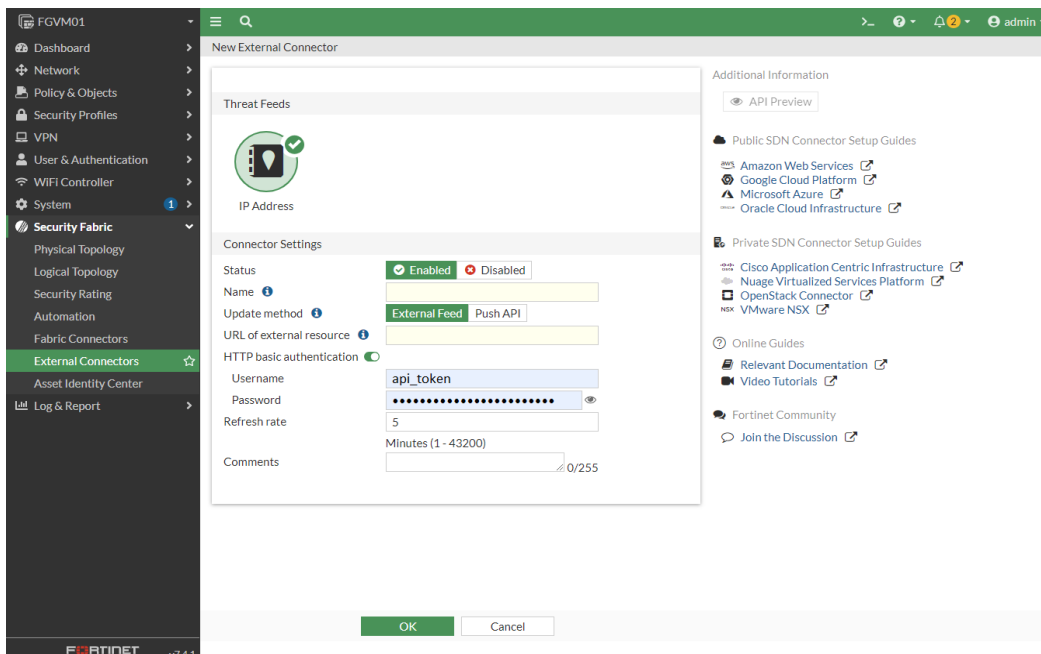 FGVM01
admin
Dashboard
Network
Policy & Objects
Security Profiles
VPN
User & Authentication
WiFi Controller
System 1
Security Fabric
Physical Topology
Logical Topology
Security Rating
Automation
Fabric Connectors
External Connectors
Asset Identity Center
Log & Report
FORTINET
>_ ? 2
New External Connector
Threat Feeds
IP Address
Connector Settings
Status Enabled Disabled
Name
Update method External Feed Push API
URL of external resource
HTTP basic authentication
Username api_token
Password ••••••••••••••••••••••••
Refresh rate 5
Minutes (1 - 43200)
Comments 0/255
OK Cancel
Additional Information
API Preview
Public SDN Connector Setup Guides
aws Amazon Web Services
Google Cloud Platform
Microsoft Azure
Oracle Cloud Infrastructure
Private SDN Connector Setup Guides
Cisco Application Centric Infrastructure
Nuage Virtualized Services Platform
OpenStack Connector
NSX VMware NSX
Online Guides
Relevant Documentation
Video Tutorials
Fortinet Community
Join the Discussion